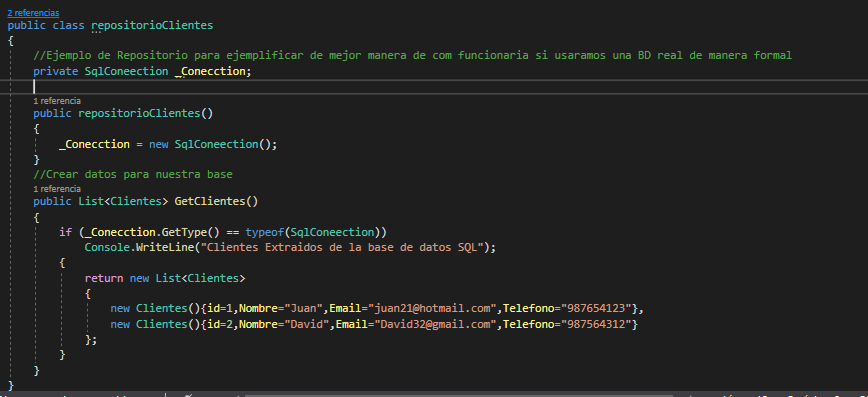 2 referencias
public class repositorioClientes
{
//Ejemplo de Repositorio para ejemplificar de mejor manera de com funcionaria si usaramos una BD real de manera formal
private SqlConeection _Conecction;
1 referencia
public repositorioClientes()
{
_Conecction = new SqlConeection();
}
//Crear datos para nuestra base
1 referencia
public List<Clientes> GetClientes()
{
if (_Conecction.GetType() == typeof(SqlConeection))
Console.WriteLine("Clientes Extraidos de la base de datos SQL");
{
return new List<Clientes>
{
new Clientes(){id=1,Nombre="Juan",Email="juan21@hotmail.com",Telefono="987654123"},
new Clientes(){id=2,Nombre="David",Email="David32@gmail.com",Telefono="987564312"}
};
}
}
}